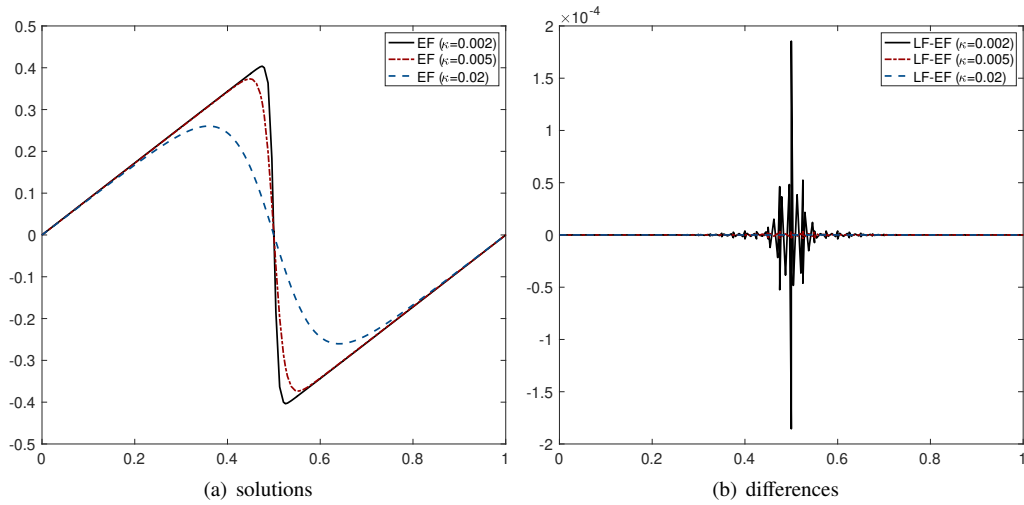 0.5
0.4
0.3
0.2
0.1
0
-0.1
-0.2
-0.3
-0.4
-0.5
0 0.2 0.4 0.6 0.8 1
EF (κ=0.002)
EF (κ=0.005)
EF (κ=0.02)
(a) solutions
×10-4
2
1.5
1
0.5
0
-0.5
-1
-1.5
-2
0 0.2 0.4 0.6 0.8 1
LF-EF (κ=0.002)
LF-EF (κ=0.005)
LF-EF (κ=0.02)
(b) differences